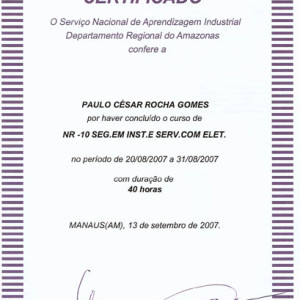 CERTIFICADO
O Serviço Nacional de Aprendizagem Industrial
Departamento Regional do Amazonas
confere a
PAULO CÉSAR ROCHA GOMES
por haver concluído o curso de
NR -10 SEG.EM INST.E SERV.COM ELET.
no período de 20/08/2007 a 31/08/2007
com duração de
40 horas
MANAUS(AM), 13 de setembro de 2007.